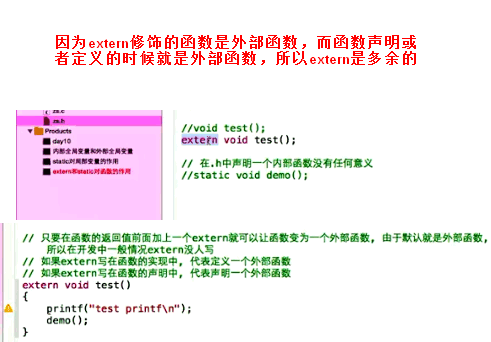 因为extern修饰的函数是外部函数，而函数声明或
者定义的时候就是外部函数，所以extern是多余的
zs.c
zs.h
Products
day10
内部全局变量和外部全局变量
static对局部变量的作用
extern和static对函数的作用
//void test();
extern void test();
// 在.h中声明一个内部函数没有任何意义
//static void demo();
// 只要在函数的返回值前面加上一个extern就可以让函数变为一个外部函数, 由于默认就是外部函数,
所以在开发中一般情况extern没人写
// 如果extern写在函数的实现中, 代表定义一个外部函数
// 如果extern写在函数的声明中, 代表声明一个外部函数
extern void test()
{
printf("test printf\n");
demo();
}